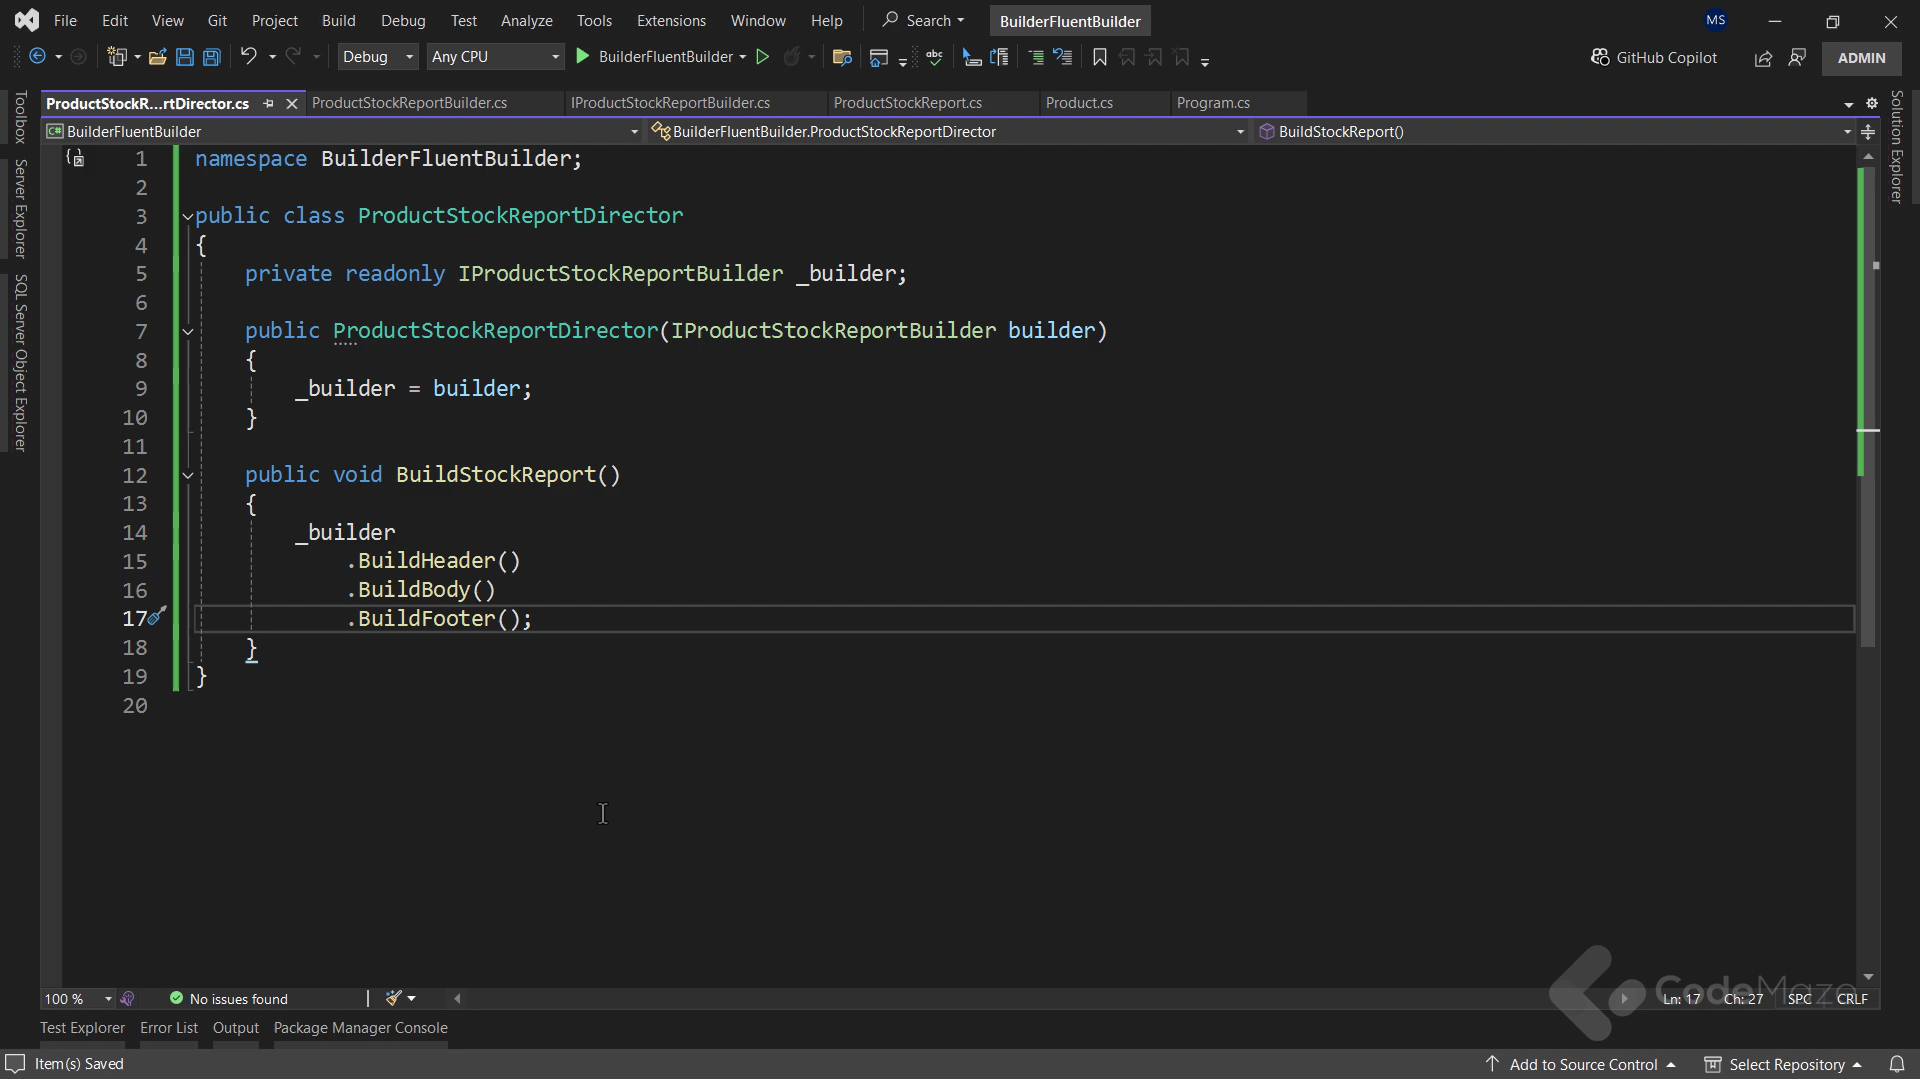 File Edit View Git Project Build Debug Test Analyze Tools Extensions Window Help Search BuilderFluentBuilder MS
Debug Any CPU BuilderFluentBuilder abc GitHub Copilot ADMIN
ProductStockR...rtDirector.cs ProductStockReportBuilder.cs IProductStockReportBuilder.cs ProductStockReport.cs Product.cs Program.cs
C# BuilderFluentBuilder BuilderFluentBuilder.ProductStockReportDirector BuildStockReport()
Toolbox
Server Explorer
SQL Server Object Explorer
Solution Explorer
1 namespace BuilderFluentBuilder;
2
3 public class ProductStockReportDirector
4 {
5 private readonly IProductStockReportBuilder _builder;
6
7 public ProductStockReportDirector(IProductStockReportBuilder builder)
8 {
9 _builder = builder;
10 }
11
12 public void BuildStockReport()
13 {
14 _builder
15 .BuildHeader()
16 .BuildBody()
17 .BuildFooter();
18 }
19 }
20
CodeMaze
100 % No issues found Ln: 17 Ch: 27 SPC CRLF
Test Explorer Error List Output Package Manager Console
Item(s) Saved Add to Source Control Select Repository